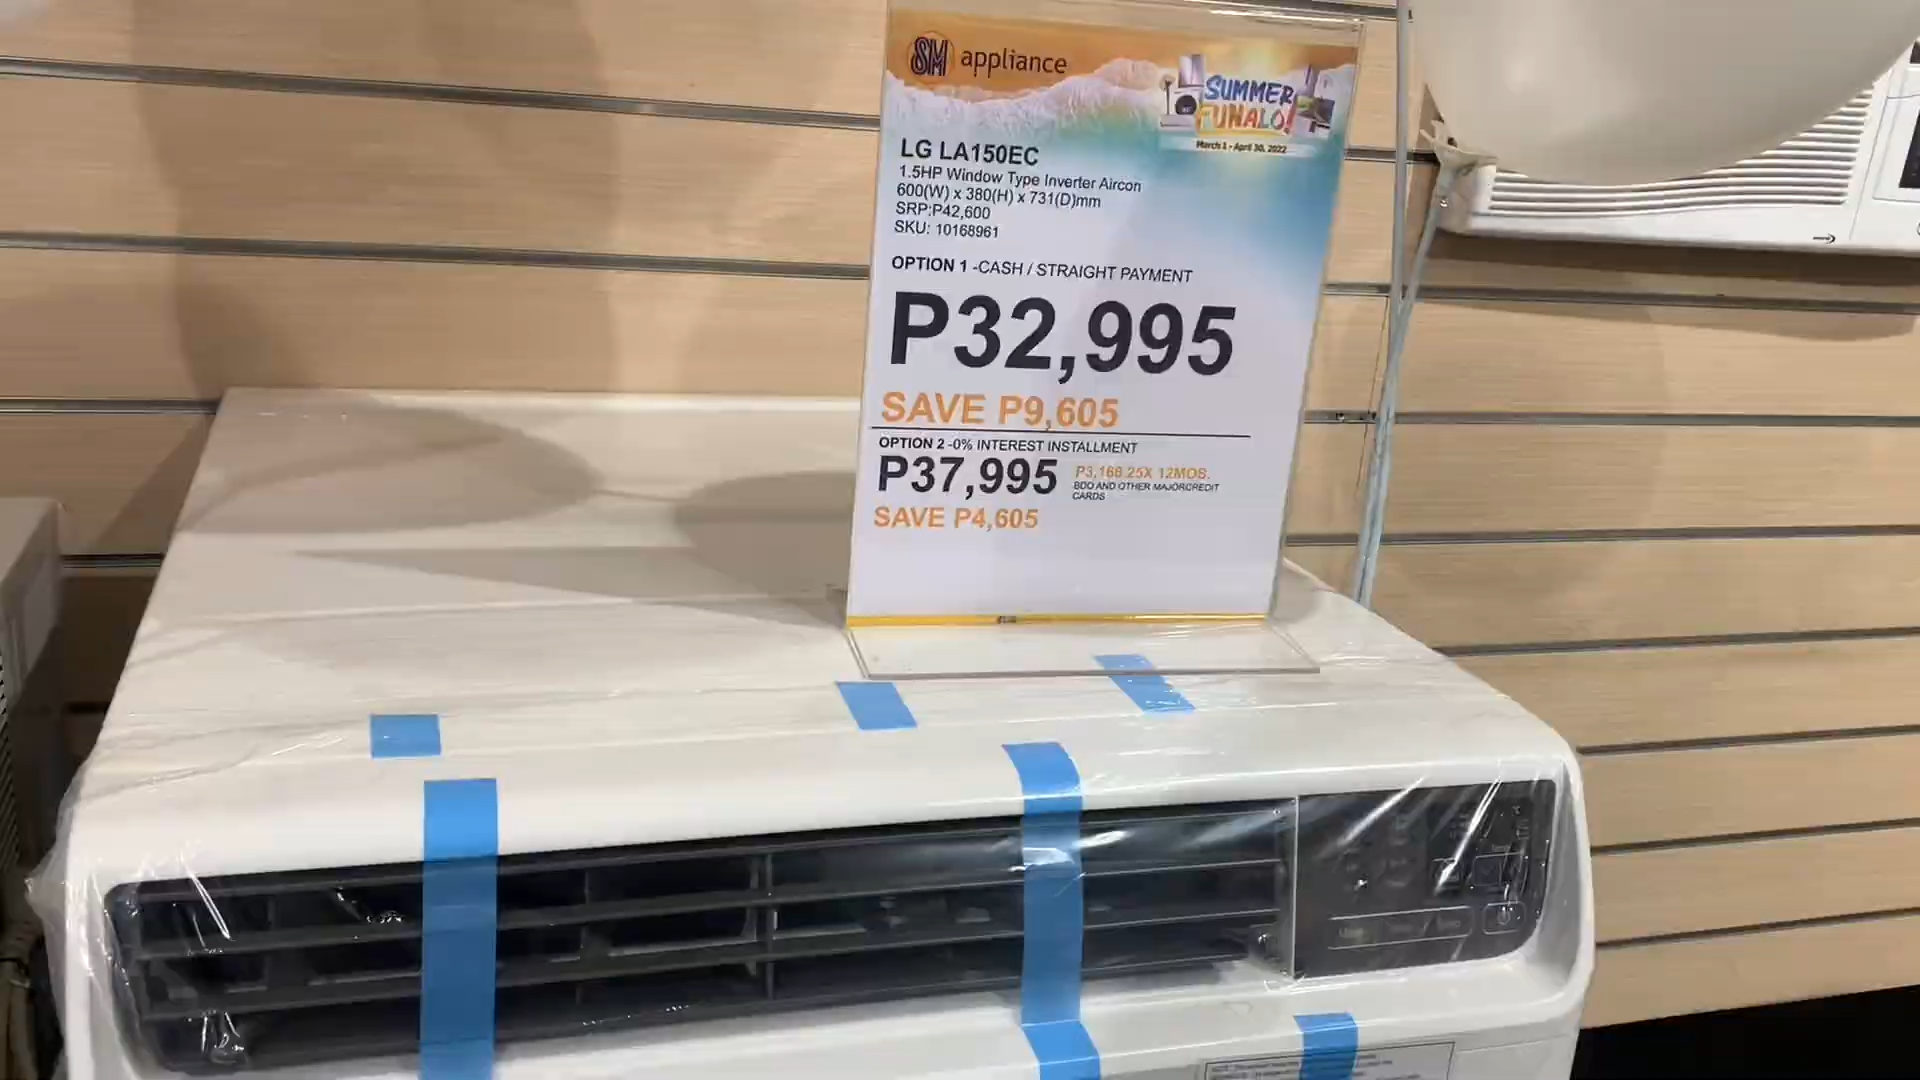 SM appliance
SUMMER
FUNALO!
March 1 - April 30, 2022
LG LA150EC
1.5HP Window Type Inverter Aircon
600(W) x 380(H) x 731(D)mm
SRP:P42,600
SKU: 10168961
OPTION 1 -CASH / STRAIGHT PAYMENT
P32,995
SAVE P9,605
OPTION 2 -0% INTEREST INSTALLMENT
P37,995
P3,166.25X 12MOS.
BDO AND OTHER MAJORCREDIT
CARDS
SAVE P4,605